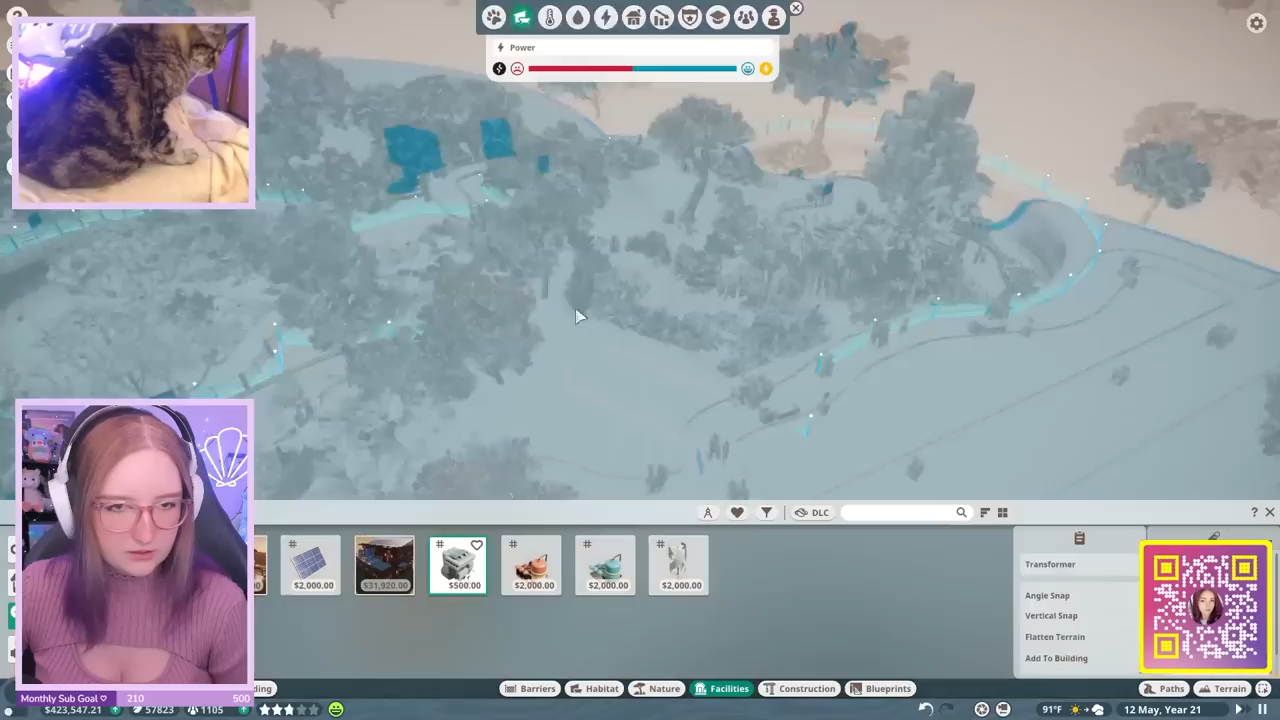 Power
DLC
$2,000.00
$31,920.00
$500.00
$2,000.00
$2,000.00
$2,000.00
Transformer
Angle Snap
Vertical Snap
Flatten Terrain
Add To Building
Barriers
Habitat
Nature
Facilities
Construction
Blueprints
Paths
Terrain
Monthly Sub Goal 210 500
$423,547.21
57823
1105
91°F
12 May, Year 21